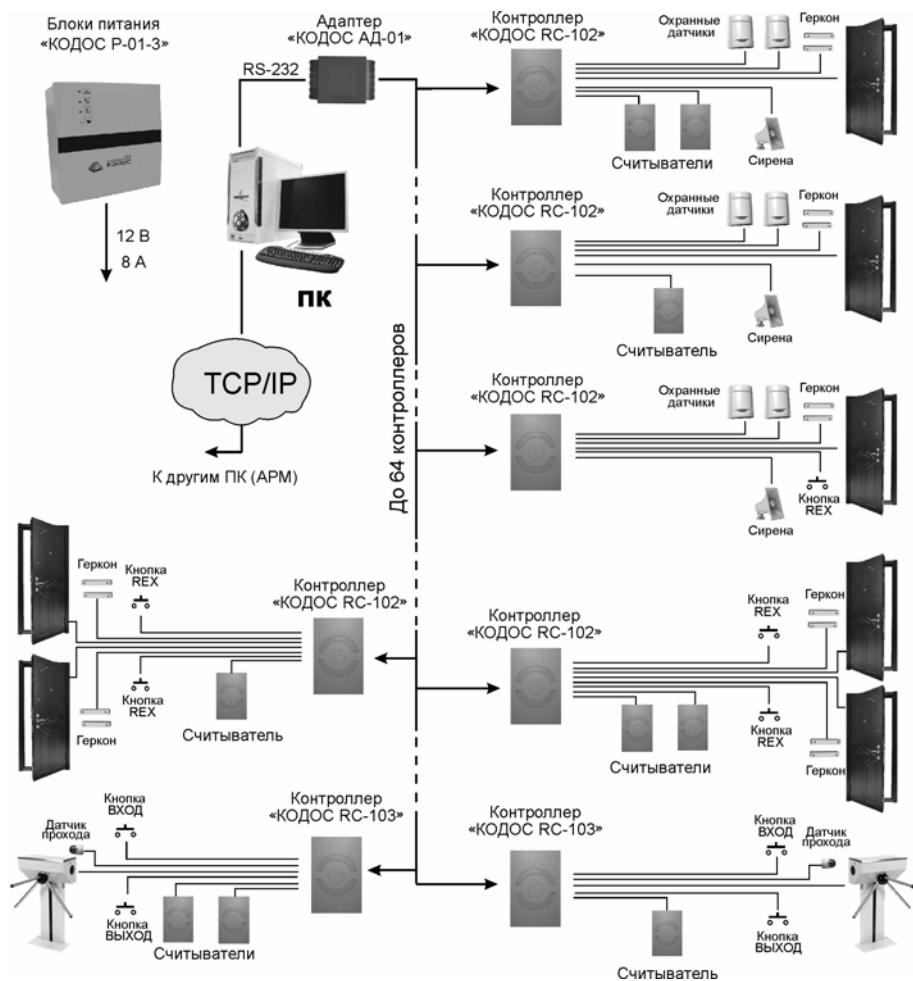 Блоки питания
«КОДОС Р-01-3»
Адаптер
«КОДОС АД-01»
RS-232
12 В
8 А
ПК
TCP/IP
К другим ПК (АРМ)
До 64 контроллеров
Контроллер
«КОДОС RC-102»
Охранные
датчики
Геркон
Считыватели
Сирена
Контроллер
«КОДОС RC-102»
Охранные
датчики
Геркон
Считыватель
Сирена
Контроллер
«КОДОС RC-102»
Охранные
датчики
Геркон
Сирена
Кнопка
REX
Геркон
Кнопка
REX
Контроллер
«КОДОС RC-102»
Кнопка
REX
Геркон
Считыватель
Контроллер
«КОДОС RC-102»
Кнопка
REX
Геркон
Считыватели
Кнопка
REX
Геркон
Датчик
прохода
Кнопка
ВХОД
Контроллер
«КОДОС RC-103»
Кнопка
ВЫХОД
Считыватели
Контроллер
«КОДОС RC-103»
Кнопка
ВХОД
Датчик
прохода
Считыватель
Кнопка
ВЫХОД